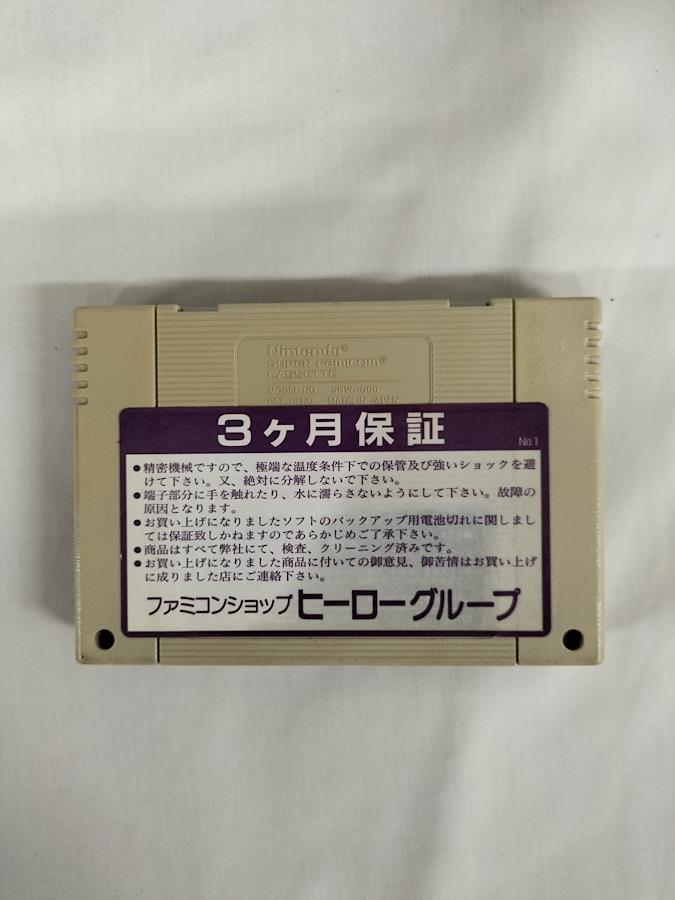 Nintendo®
SUPER Famicom®
CASSETTE
MODEL NO. SHVC-006
PAT. PEND. MADE IN JAPAN
3ヶ月保証
No.1
●精密機械ですので、極端な温度条件下での保管及び強いショックを避
けて下さい。又、絶対に分解しないで下さい。
●端子部分に手を触れたり、水に濡らさないようにして下さい。故障の
原因となります。
●お買い上げになりましたソフトのバックアップ用電池切れに関しまし
ては保証致しかねますのであらかじめご了承下さい。
●商品はすべて弊社にて、検査、クリーニング済みです。
●お買い上げになりました商品に付いての御意見、御苦情はお買い上げ
に成りました店にご連絡下さい。
ファミコンショップ ヒーローグループ